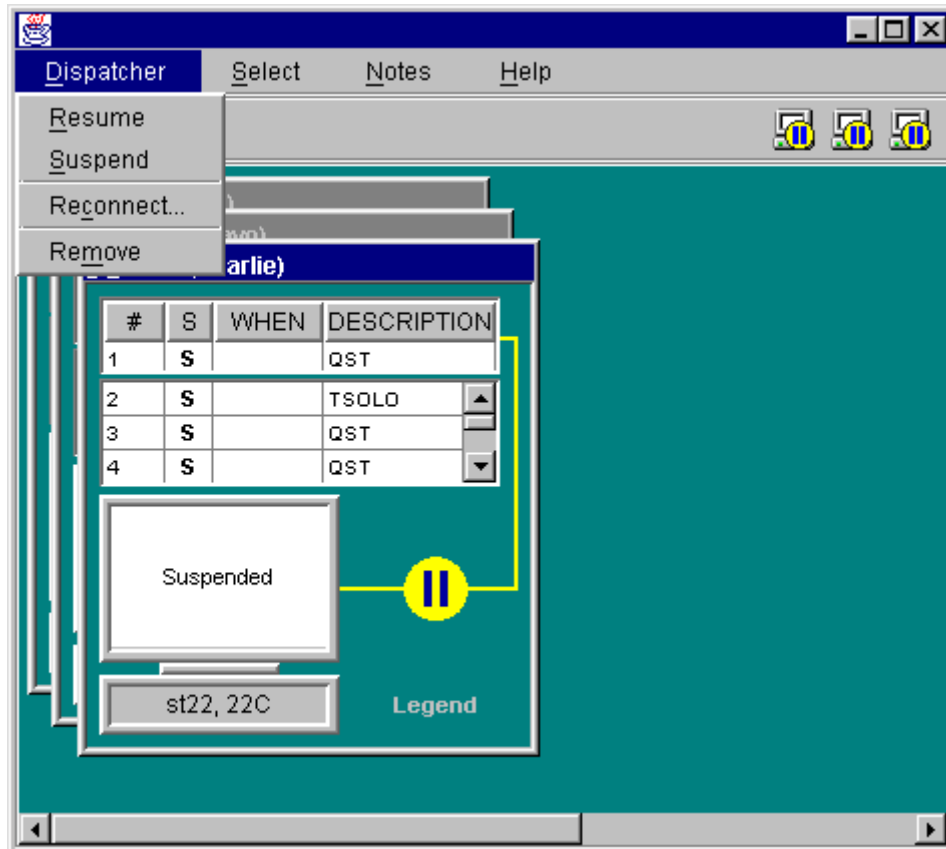 Dispatcher Select Notes Help
Resume
Suspend
Reconnect...
Remove
arlie)
# S WHEN DESCRIPTION
1 S QST
2 S TSOLO
3 S QST
4 S QST
Suspended
st22, 22C
Legend